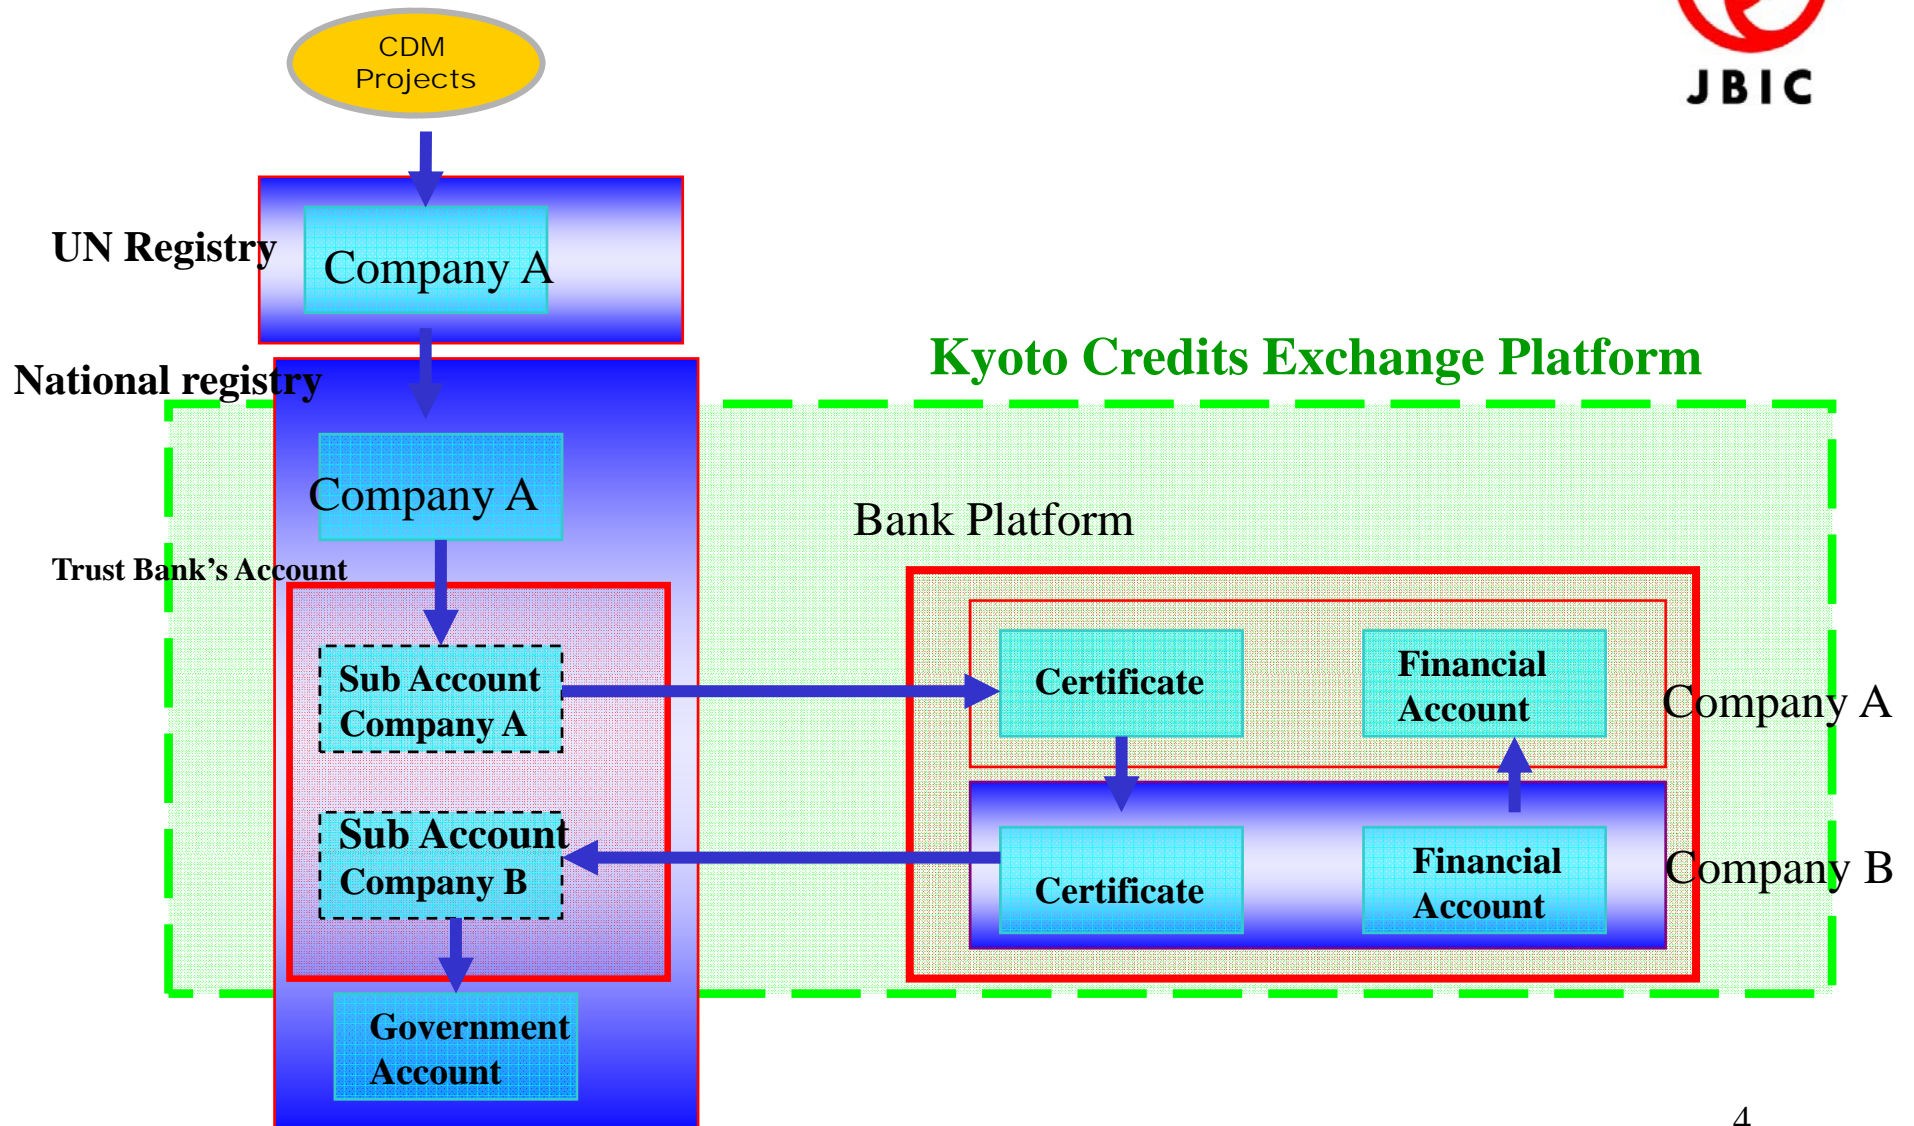 CDM
Projects
JBIC
UN Registry
Company A
Kyoto Credits Exchange Platform
National registry
Company A
Bank Platform
Trust Bank’s Account
Sub Account
Company A
Certificate
Financial
Account
Company A
Sub Account
Company B
Certificate
Financial
Account
Company B
Government
Account
4